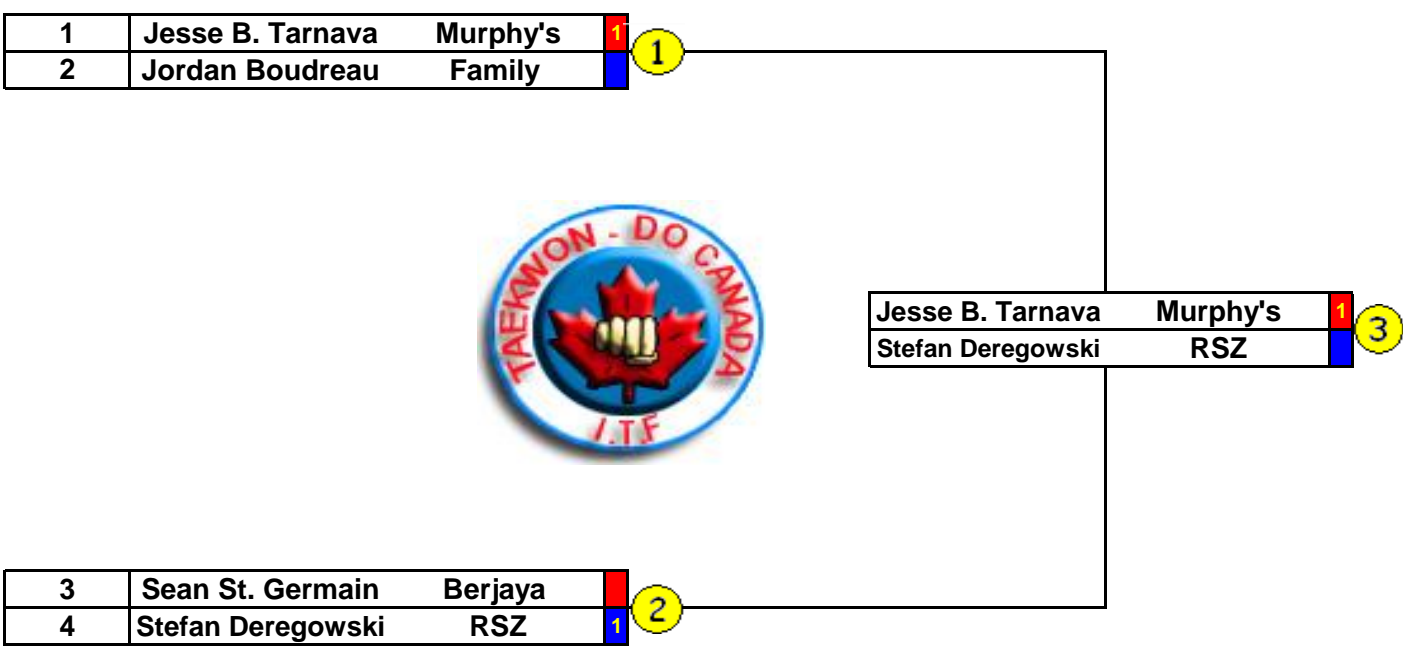 1 Jesse B. Tarnava Murphy's 1
1
2 Jordan Boudreau Family
TAEKWON - DO CANADA
I.T.F
Jesse B. Tarnava Murphy's 1
3
Stefan Deregowski RSZ
3 Sean St. Germain Berjaya
2
4 Stefan Deregowski RSZ 1